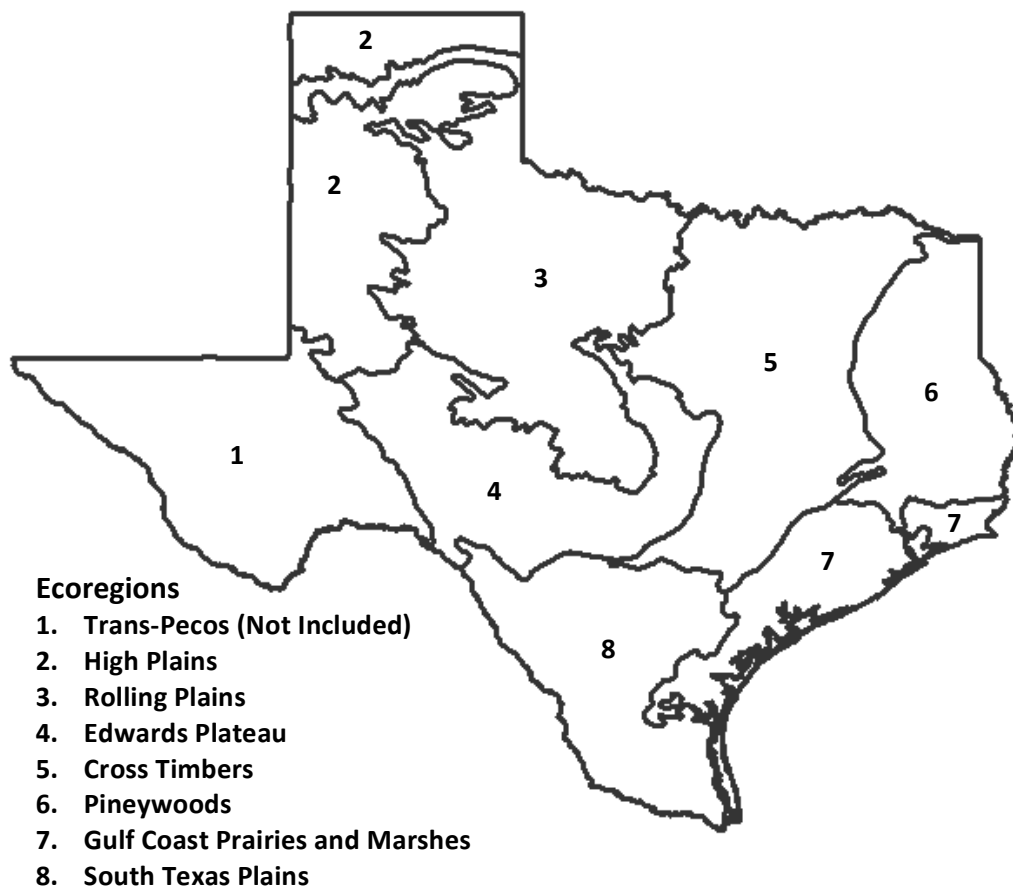 2
2
3
5
6
1
4
7
7
8
Ecoregions
1. Trans-Pecos (Not Included)
2. High Plains
3. Rolling Plains
4. Edwards Plateau
5. Cross Timbers
6. Pineywoods
7. Gulf Coast Prairies and Marshes
8. South Texas Plains